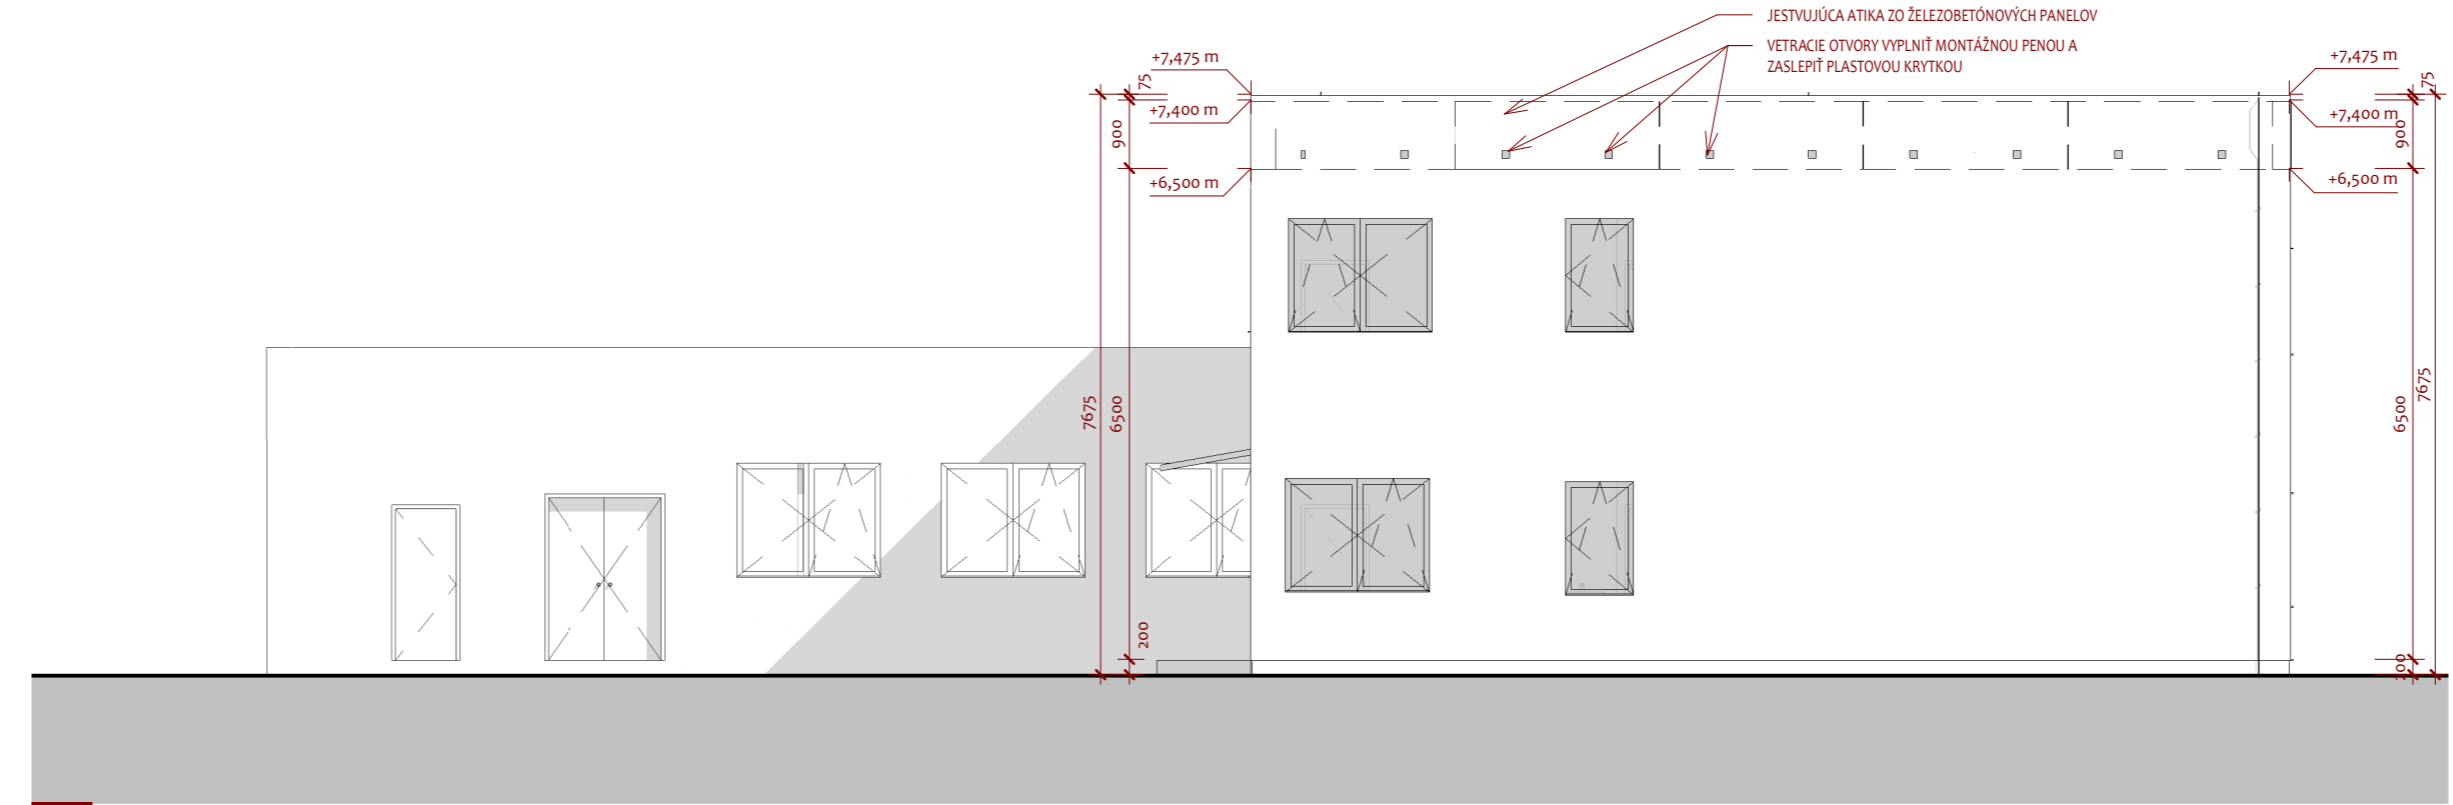 JESTVUJÚCA ATIKA ZO ŽELEZOBETÓNOVÝCH PANELOV
VETRACIE OTVORY VYPLNIŤ MONTÁŽNOU PENOU A
ZASLEPIŤ PLASTOVOU KRYTKOU
+7,475 m
75
+7,400 m
900
+6,500 m
7675
6500
200
+7,475 m
75
+7,400 m
900
+6,500 m
6500
7675
200